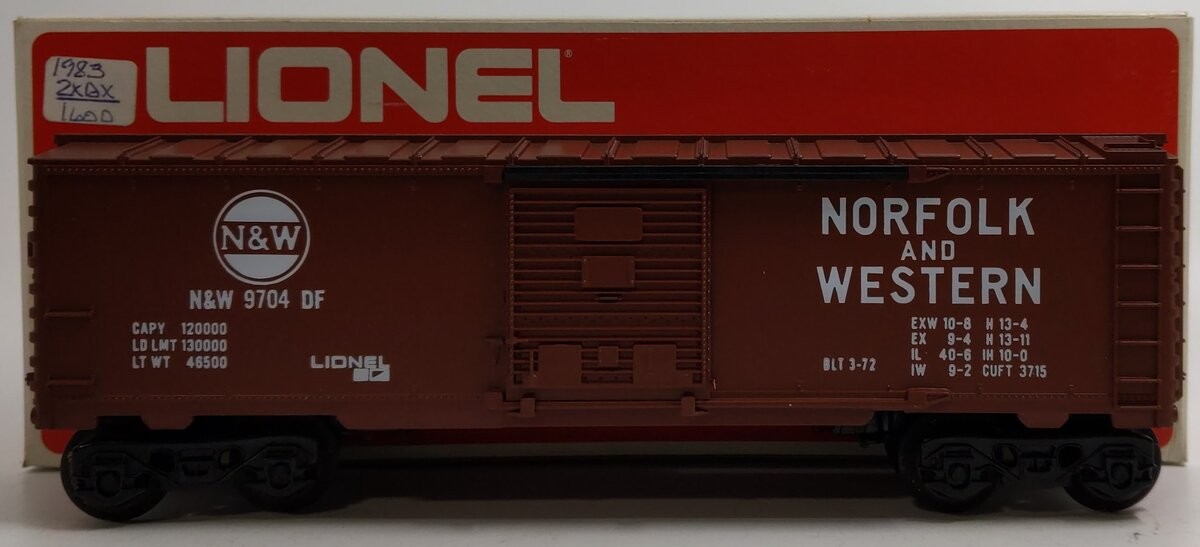 1983
LIONEL®
N&W
N&W 9704 DF
CAPY 120000
LD LMT 130000
LT WT 46500
LIONEL
NORFOLK
AND
WESTERN
BLT 3-72
EXW 10-8 H 13-4
EX 9-4 H 13-11
IL 40-6 IH 10-0
IW 9-2 CUFT 3715